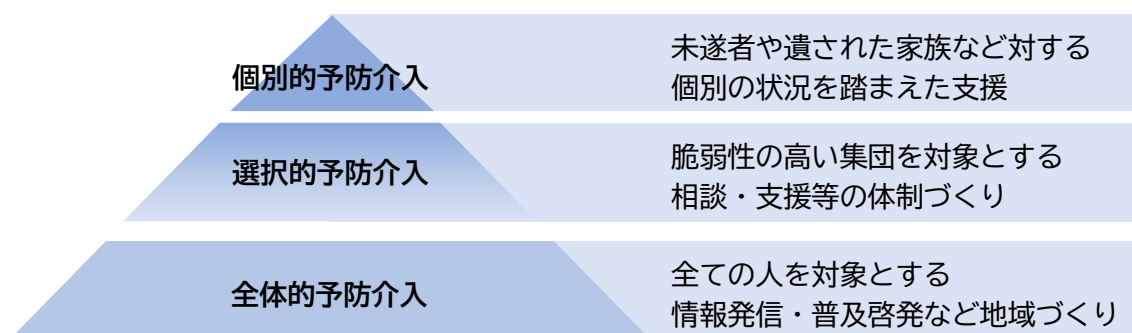 個別的予防介入
未遂者や遺された家族など対する
個別の状況を踏まえた支援
選択的予防介入
脆弱性の高い集団を対象とする
相談・支援等の体制づくり
全体的予防介入
全ての人を対象とする
情報発信・普及啓発など地域づくり